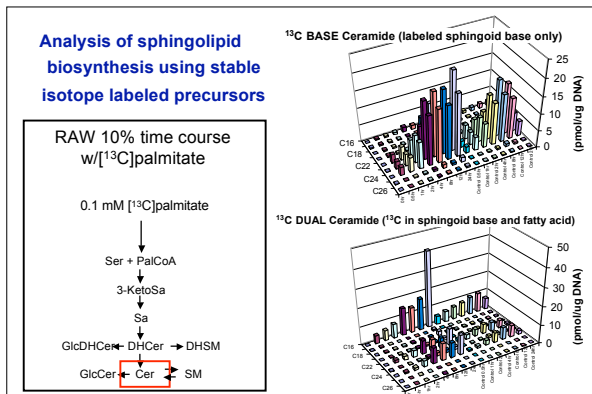 Analysis of sphingolipid
biosynthesis using stable
isotope labeled precursors
RAW 10% time course
w/[¹³C]palmitate
0.1 mM [¹³C]palmitate
Ser + PalCoA
3-KetoSa
Sa
GlcDHCer DHCer DHSM
GlcCer Cer SM
¹³C BASE Ceramide (labeled sphingoid base only)
25
20
15
10
5
0
(pmol/ug DNA)
C16
C18
C22
C24
C26
¹³C DUAL Ceramide (¹³C in sphingoid base and fatty acid)
50
40
30
20
10
0
(pmol/ug DNA)
C16
C18
C22
C24
C26